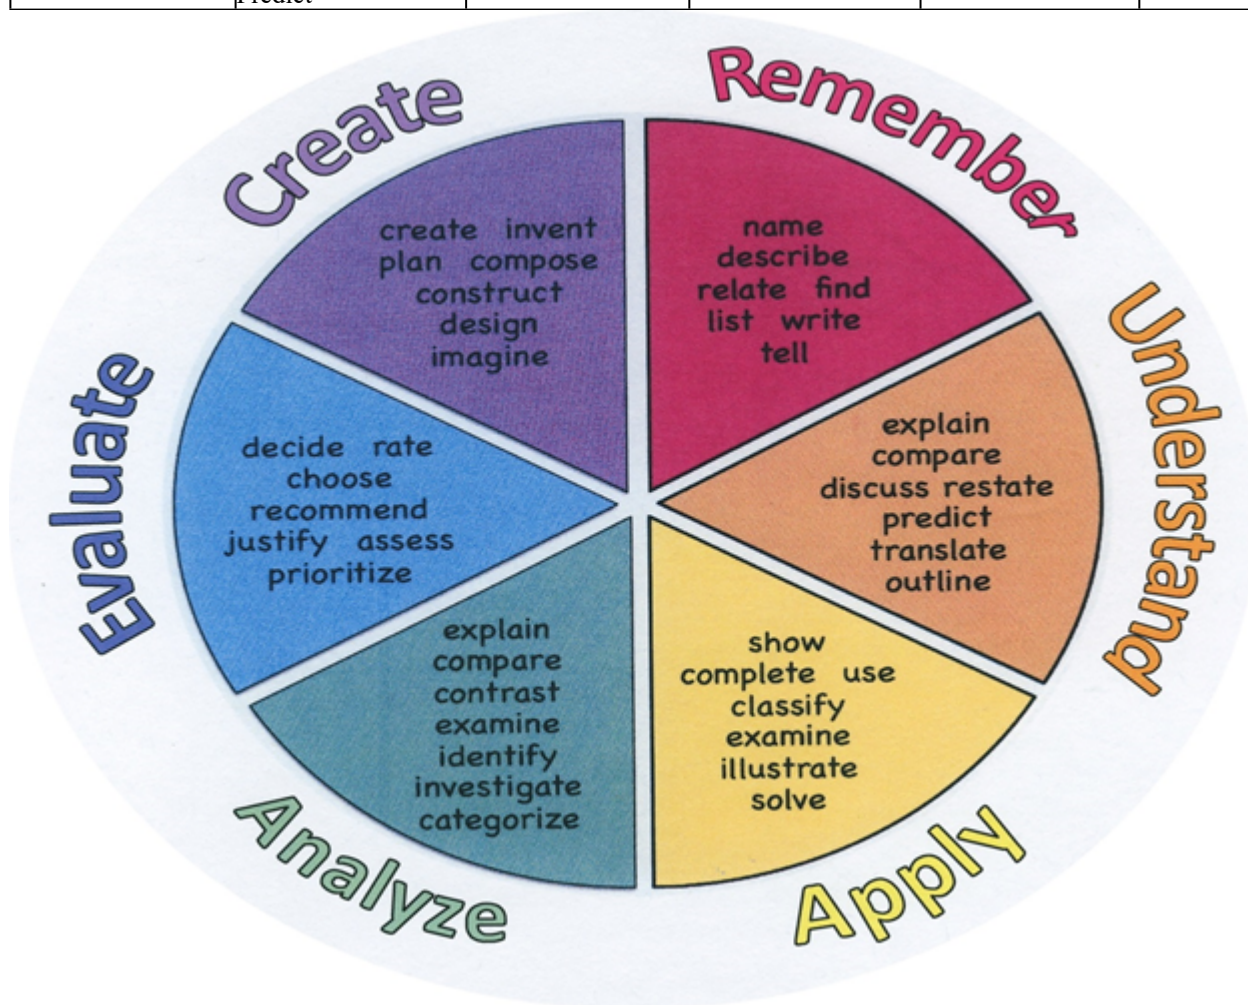 Predict
Create
create invent
plan compose
construct
design
imagine
Remember
name
describe
relate find
list write
tell
Understand
explain
compare
discuss restate
predict
translate
outline
Apply
show
complete use
classify
examine
illustrate
solve
Analyze
explain
compare
contrast
examine
identify
investigate
categorize
Evaluate
decide rate
choose
recommend
justify assess
prioritize